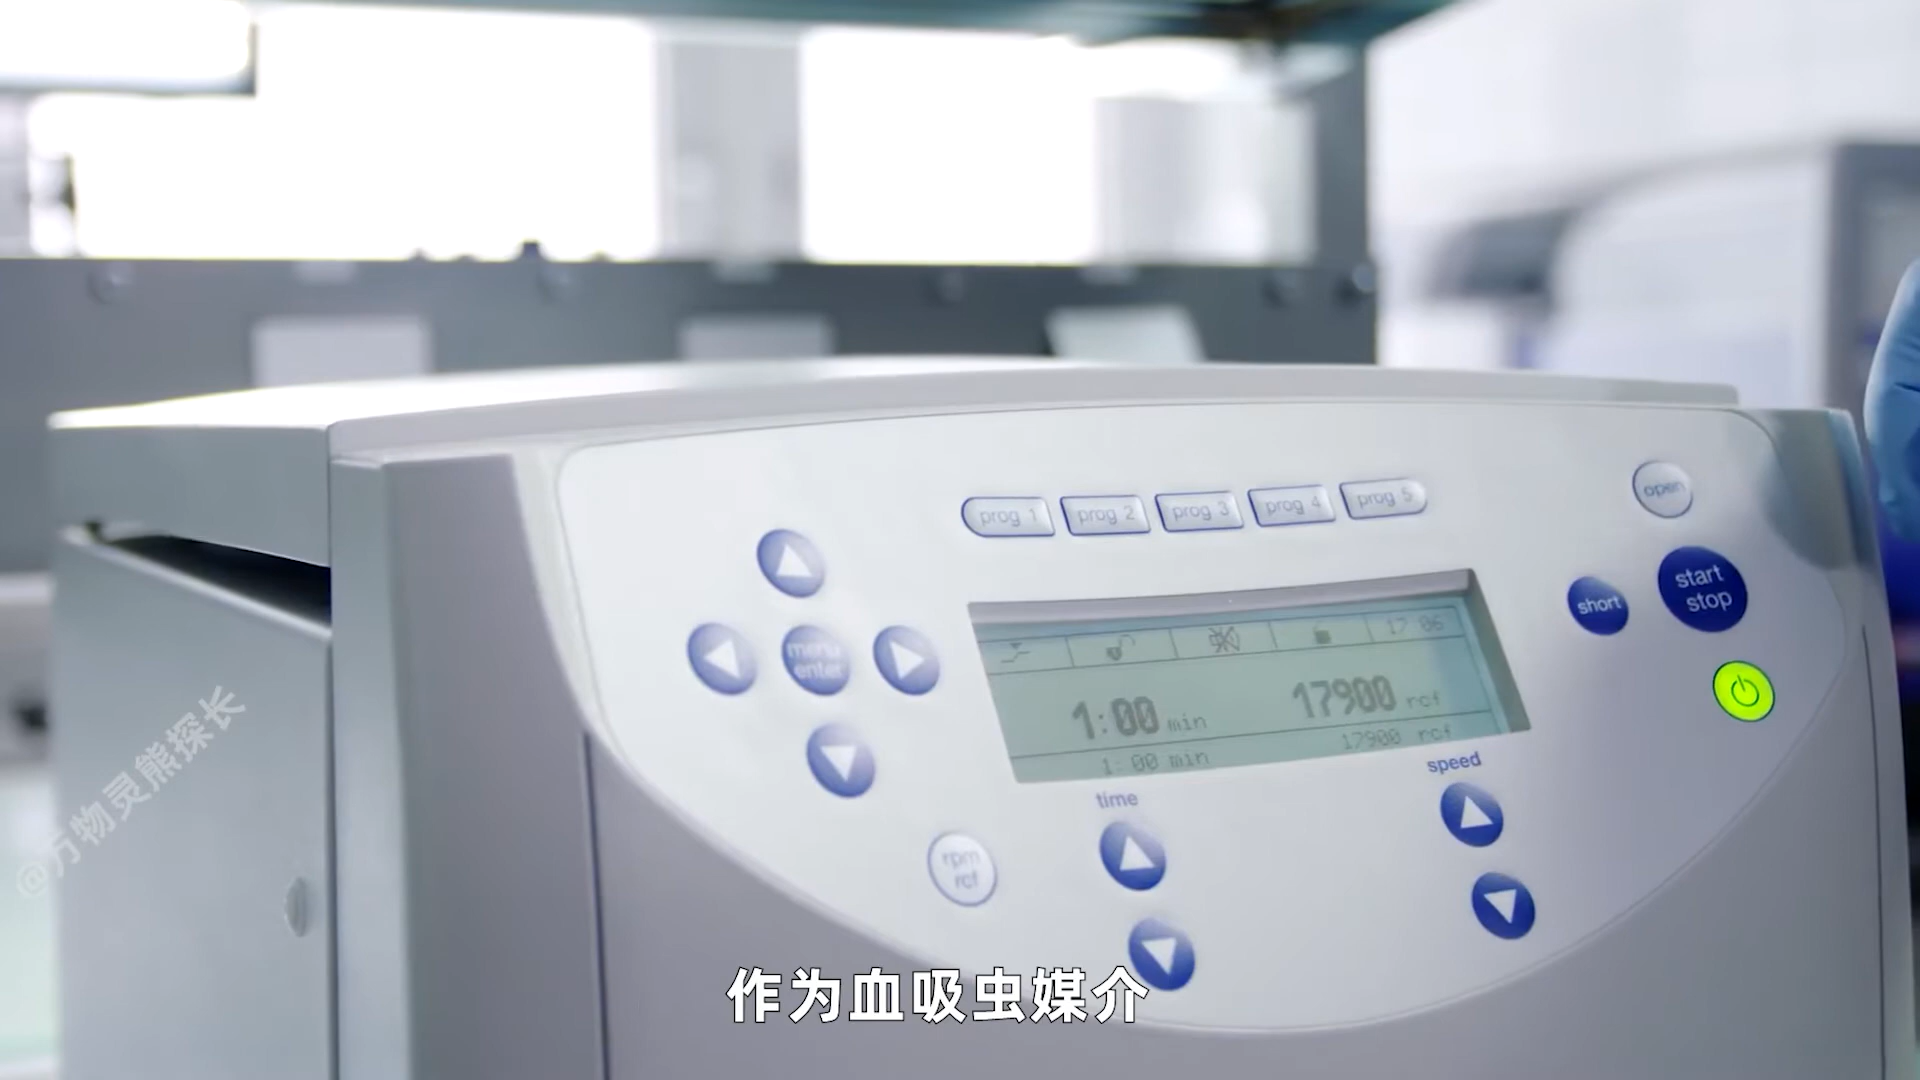 prog 1
prog 2
prog 3
prog 4
prog 5
open
start
stop
short
menu
enter
17:06
1:00 min
17900 rcf
1:00 min
17900 rcf
time
speed
rpm
rcf
@万物灵熊探长
作为血吸虫媒介